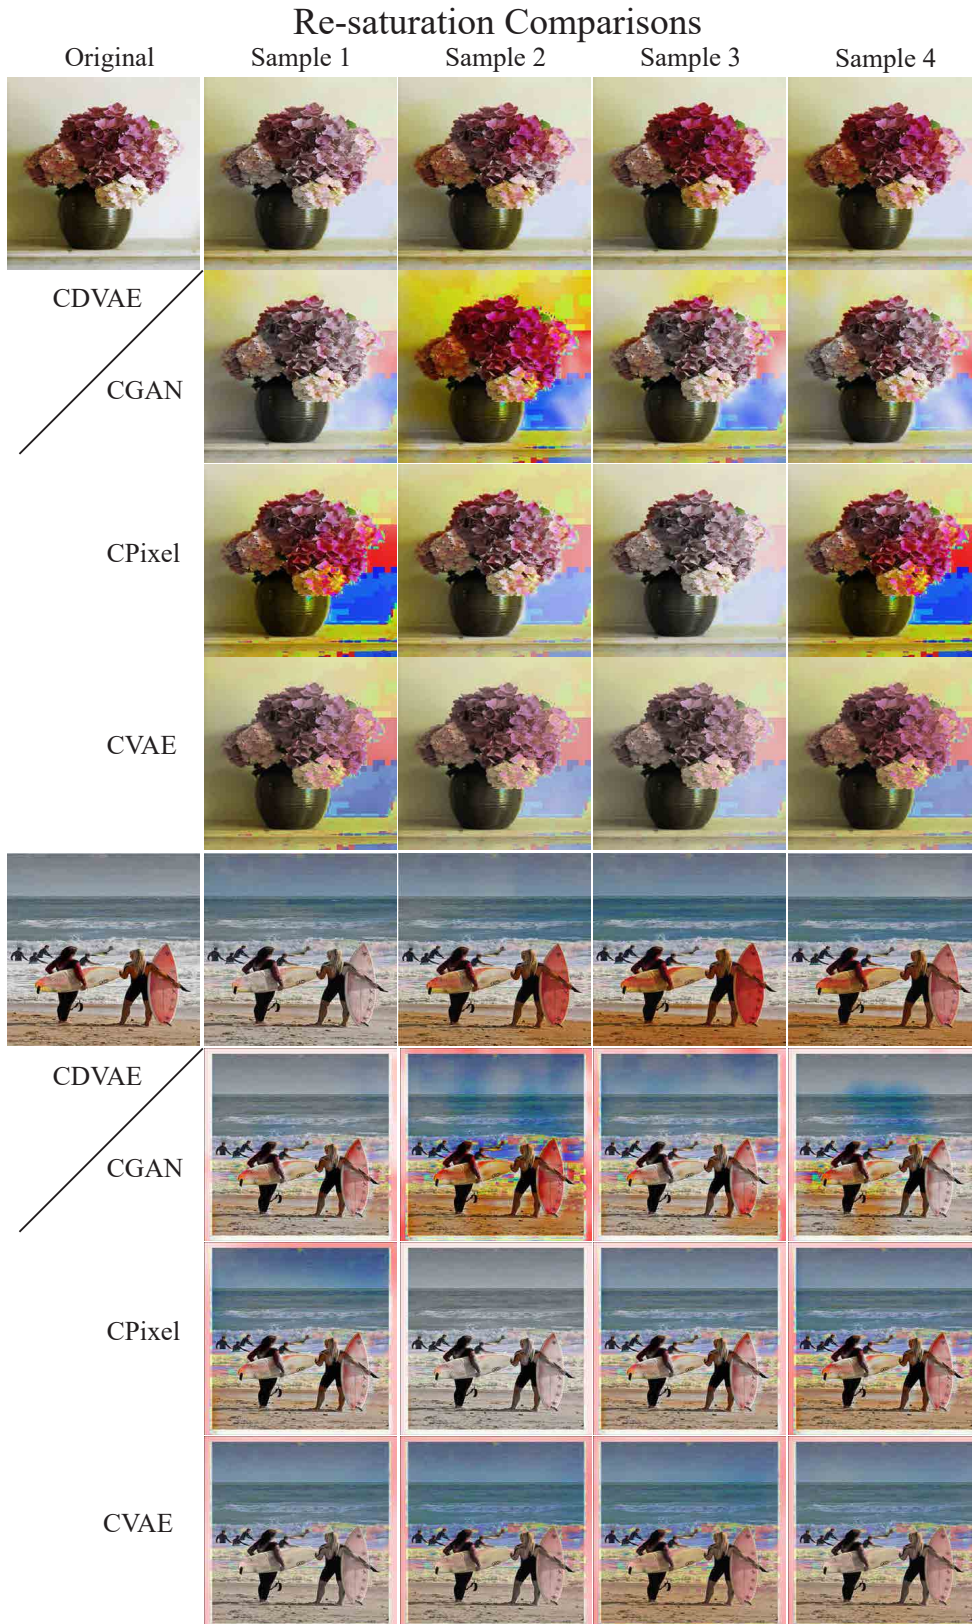 Re-saturation Comparisons
Original Sample 1 Sample 2 Sample 3 Sample 4
CDVAE
CGAN
CPixel
CVAE
CDVAE
CGAN
CPixel
CVAE